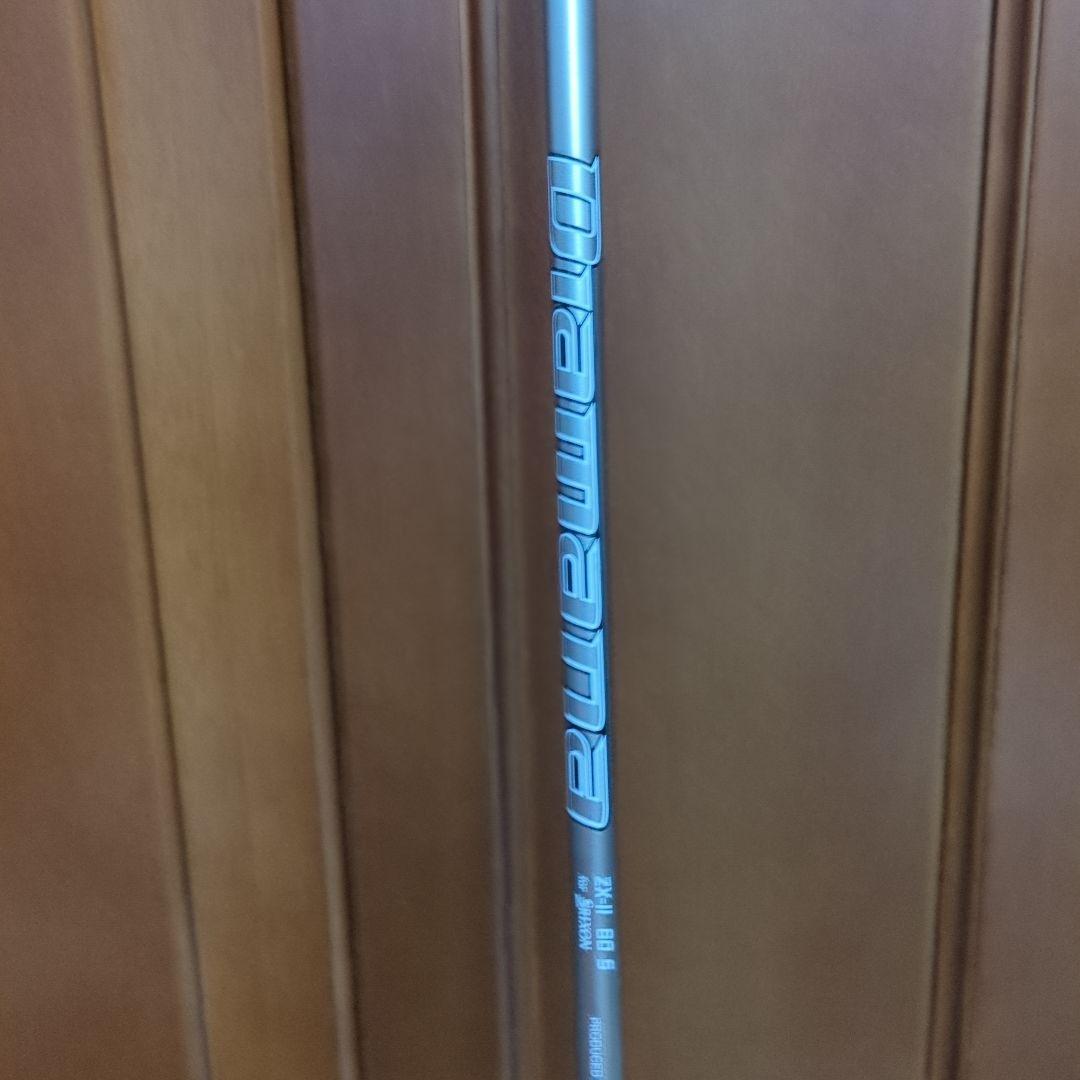 Diamana
ZX-II 60 S
for SRIXON
PRODUCED